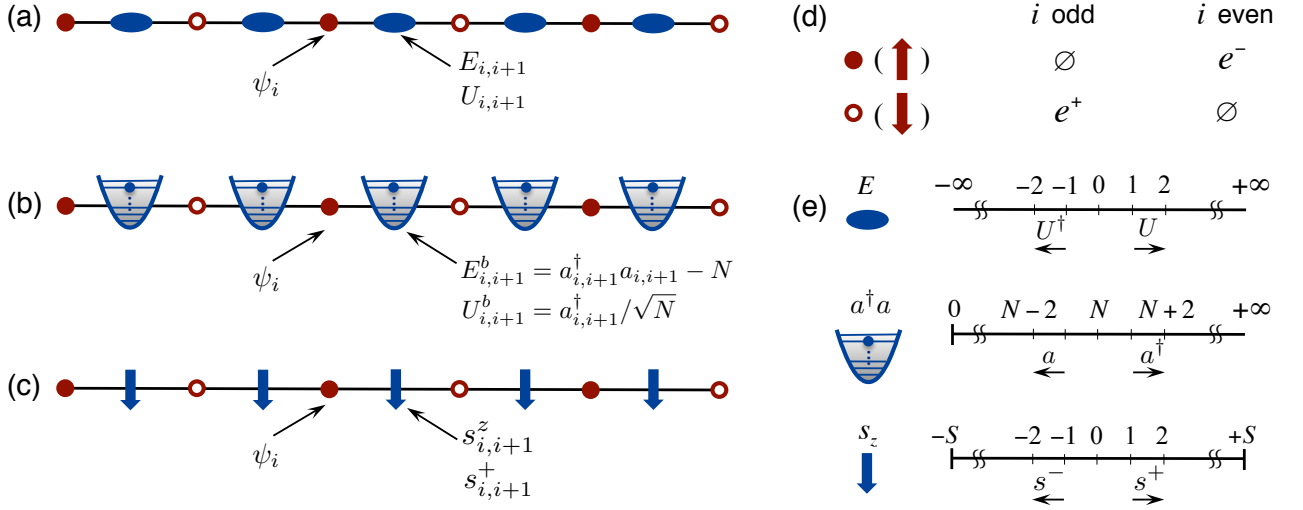 (a)
ψ_i
E_{i,i+1}
U_{i,i+1}
(b)
ψ_i
E^b_{i,i+1} = a^†_{i,i+1} a_{i,i+1} − N
U^b_{i,i+1} = a^†_{i,i+1}/√N
(c)
ψ_i
s^z_{i,i+1}
s^+_{i,i+1}
(d) i odd i even
( ) ∅ e^−
( ) e^+ ∅
(e)
E −∞ -2 -1 0 1 2 +∞
U^† U
a^†a 0 N − 2 N N + 2 +∞
a a^†
s_z −S -2 -1 0 1 2 +S
s^− s^+